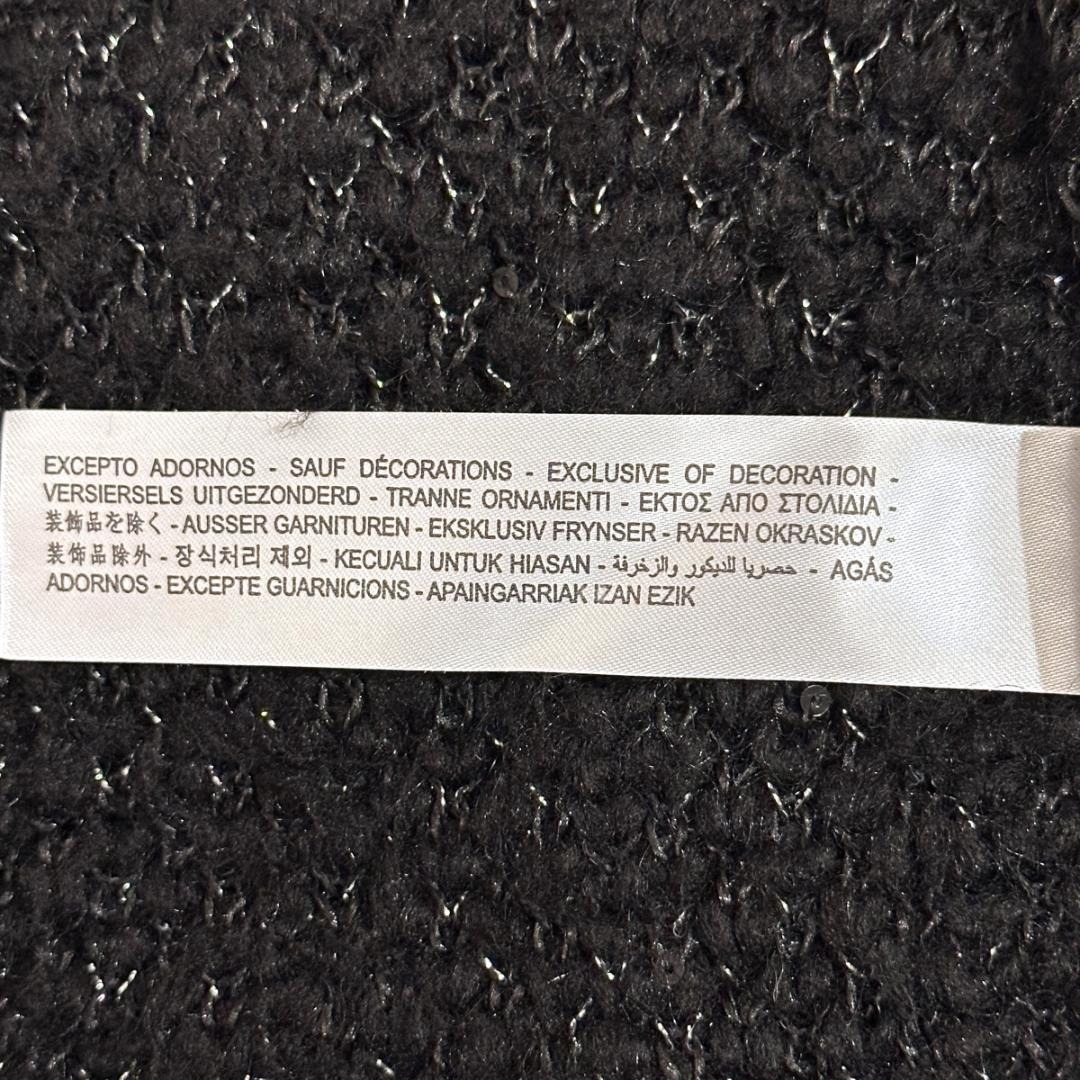 EXCEPTO ADORNOS - SAUF DÉCORATIONS - EXCLUSIVE OF DECORATION -
VERSIERSELS UITGEZONDERD - TRANNE ORNAMENTI - ΕΚΤΟΣ ΑΠΟ ΣΤΟΛΙΔΙΑ -
装飾品を除く - AUSSER GARNITUREN - EKSKLUSIV FRYNSER - RAZEN OKRASKOV -
装飾品除外 - 장식처리 제외 - KECUALI UNTUK HIASAN - حصريا للديكور والزخرفة - AGÁS
ADORNOS - EXCEPTE GUARNICIONS - APAINGARRIAK IZAN EZIK